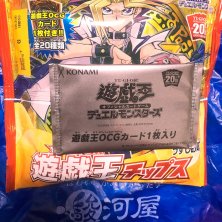 遊戯王OCG
カード
1枚付き!!
全20種類
20th
KONAMI
遊戯王
オフィシャルカードゲーム
デュエルモンスターズ
遊戯王OCGカード1枚入り
遊戯王チップス
駿河屋